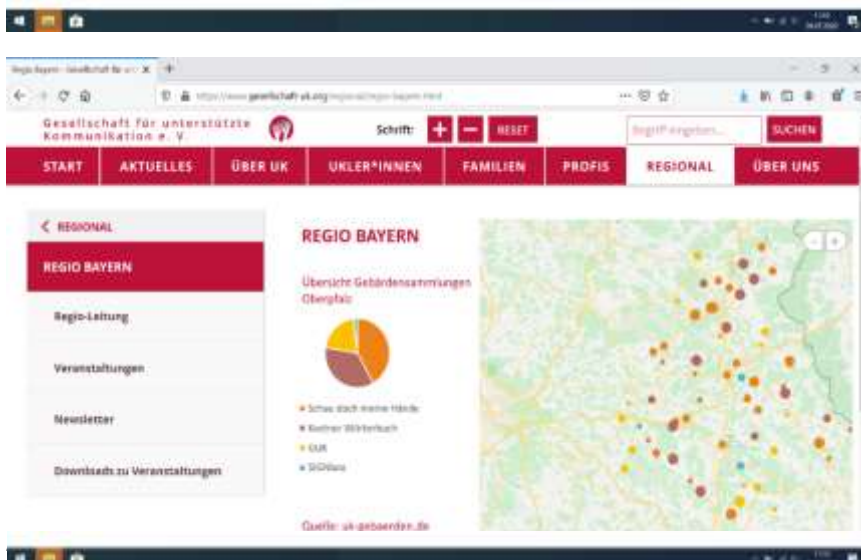 Gesellschaft für unterstützte
Kommunikation e. V.
Schrift:
+ − RESET
Begriff eingeben...
SUCHEN
START AKTUELLES ÜBER UK UKLER*INNEN FAMILIEN PROFIS REGIONAL ÜBER UNS
REGIONAL
REGIO BAYERN
Regio-Leitung
Veranstaltungen
Newsletter
Downloads zu Veranstaltungen
REGIO BAYERN
Übersicht Gebärdensammlungen
Oberpfalz
Schau doch meine Hände
Wörterbuch
GUK
Quelle: uk-gebaerden.de